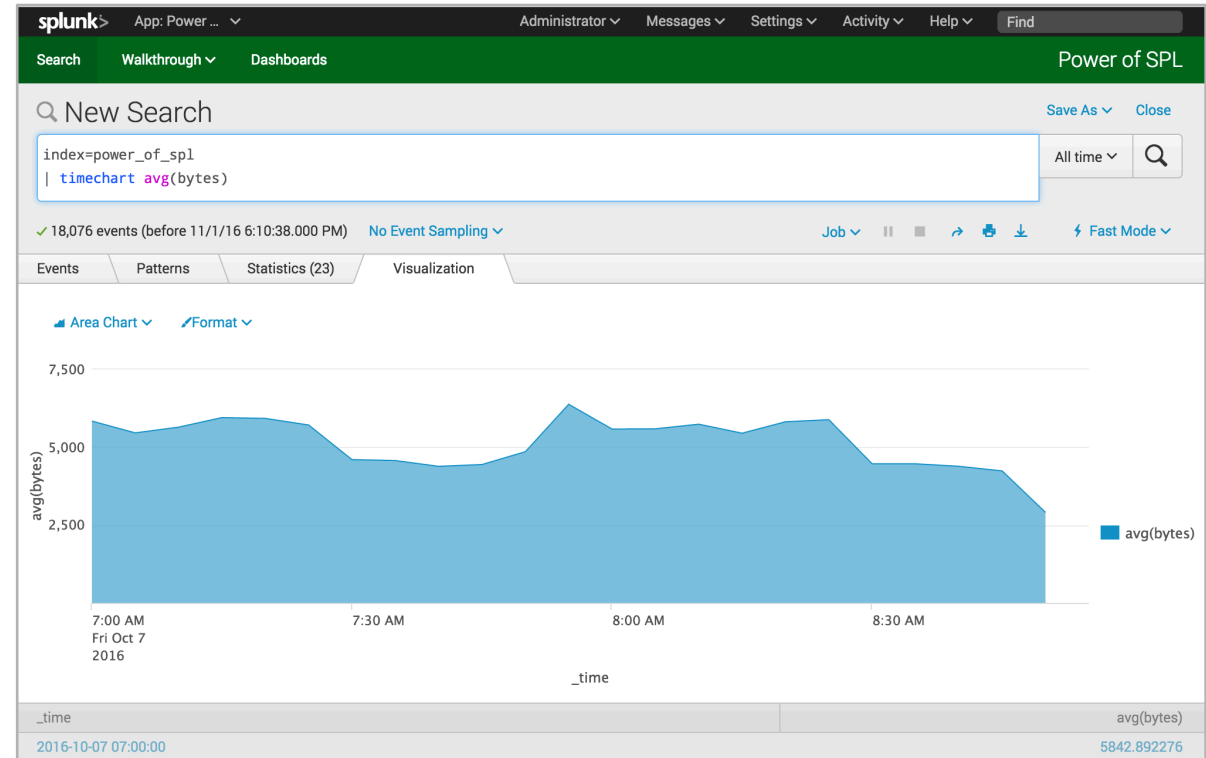 splunk> App: Power ... Administrator Messages Settings Activity Help Find
Search Walkthrough Dashboards Power of SPL
New Search Save As Close
index=power_of_spl All time
| timechart avg(bytes)
18,076 events (before 11/1/16 6:10:38.000 PM) No Event Sampling Job Fast Mode
Events Patterns Statistics (23) Visualization
Area Chart Format
7,500
5,000
2,500
avg(bytes)
avg(bytes)
7:00 AM 7:30 AM 8:00 AM 8:30 AM
Fri Oct 7
2016
_time
_time avg(bytes)
2016-10-07 07:00:00 5842.892276